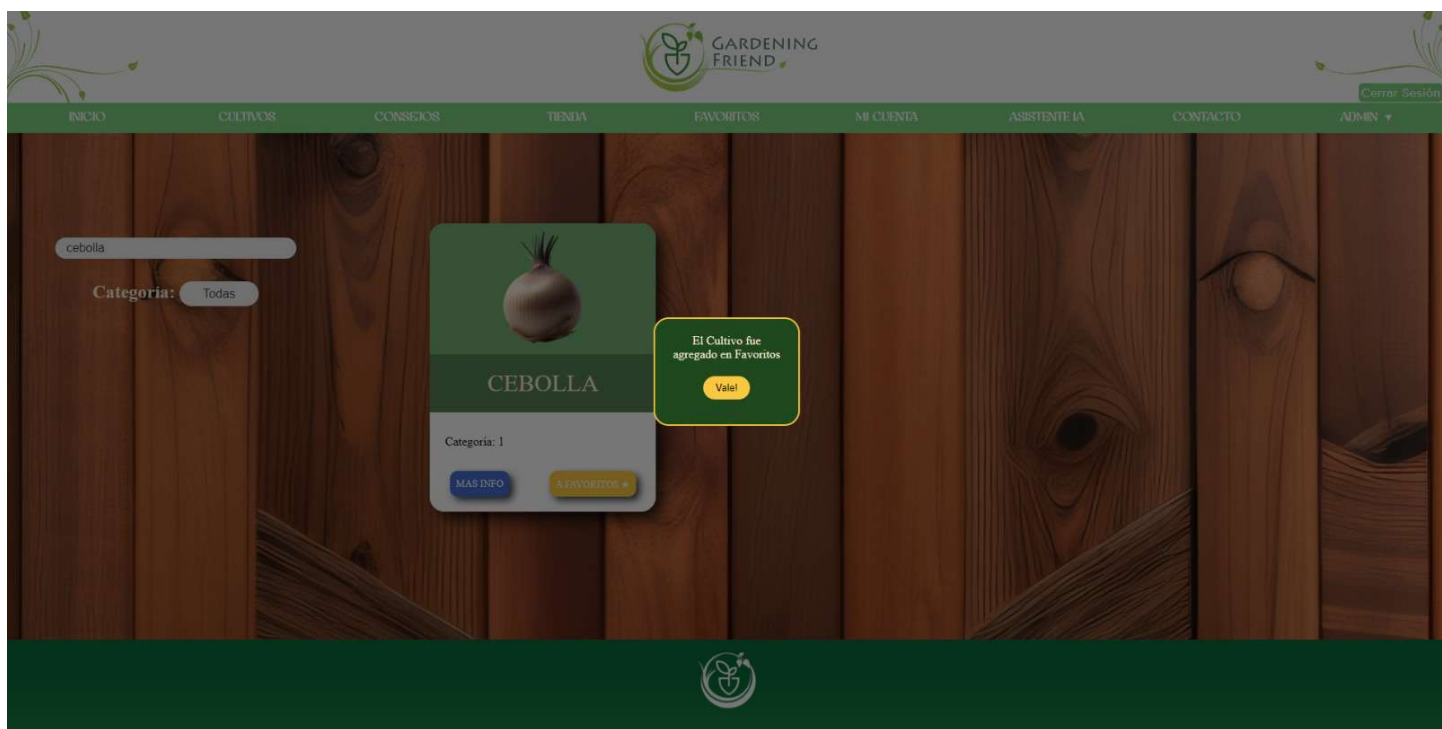 GARDENING
FRIEND
Cerrar Sesión
INICIO CULTIVOS CONSEJOS TIENDA FAVORITOS MI CUENTA ASISTENTE IA CONTACTO ADMIN ▼
cebolla
Categoría: Todas
El Cultivo fue
agregado en Favoritos
Vale!
CEBOLLA
Categoria: 1
MAS INFO A FAVORITOS ★